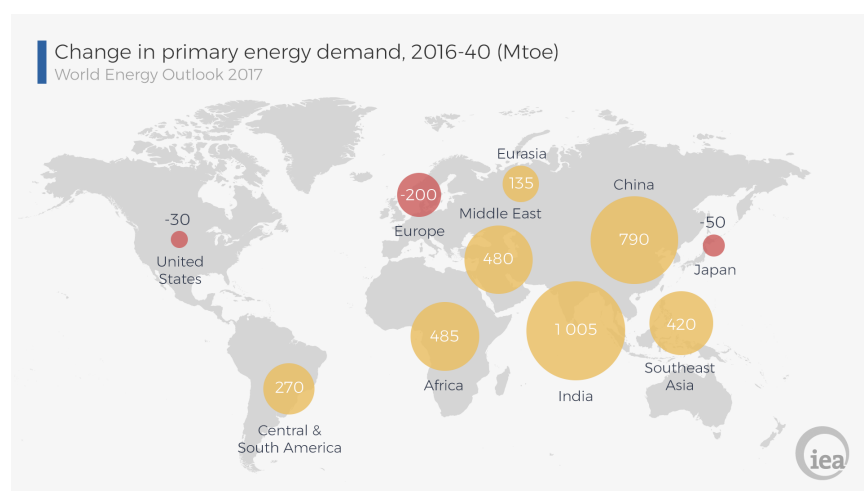 Change in primary energy demand, 2016-40 (Mtoe)
World Energy Outlook 2017
Eurasia
135
China
790
-200
Europe
Middle East
480
-30
United
States
-50
Japan
485
Africa
1 005
India
420
Southeast
Asia
270
Central &
South America
iea